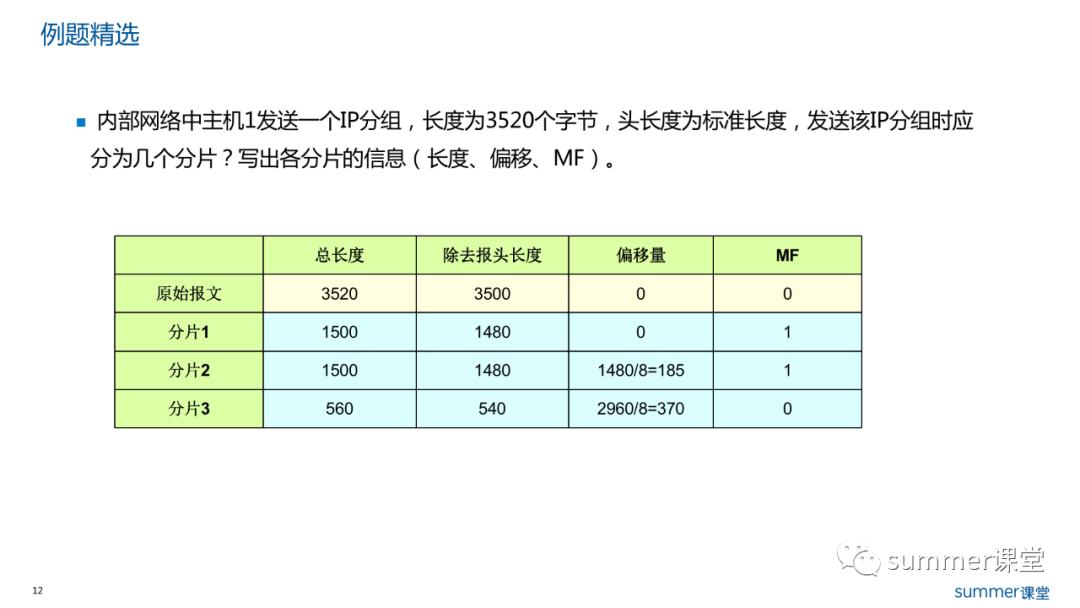 例题精选
内部网络中主机1发送一个IP分组，长度为3520个字节，头长度为标准长度，发送该IP分组时应
分为几个分片？写出各分片的信息（长度、偏移、MF）。
总长度 除去报头长度 偏移量 MF
原始报文 3520 3500 0 0
分片1 1500 1480 0 1
分片2 1500 1480 1480/8=185 1
分片3 560 540 2960/8=370 0
summer课堂
12
summer课堂